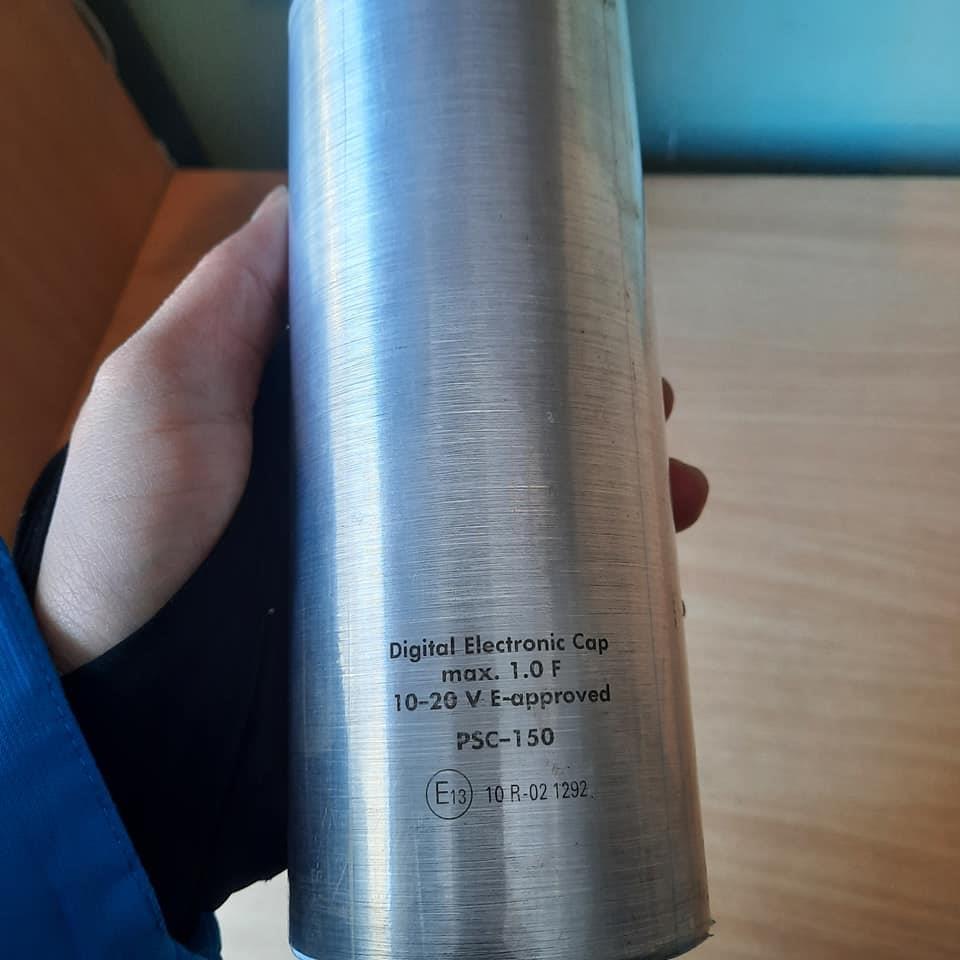 Digital Electronic Cap
max. 1.0 F
10-20 V E-approved
PSC-150
E13 10 R-02 1292